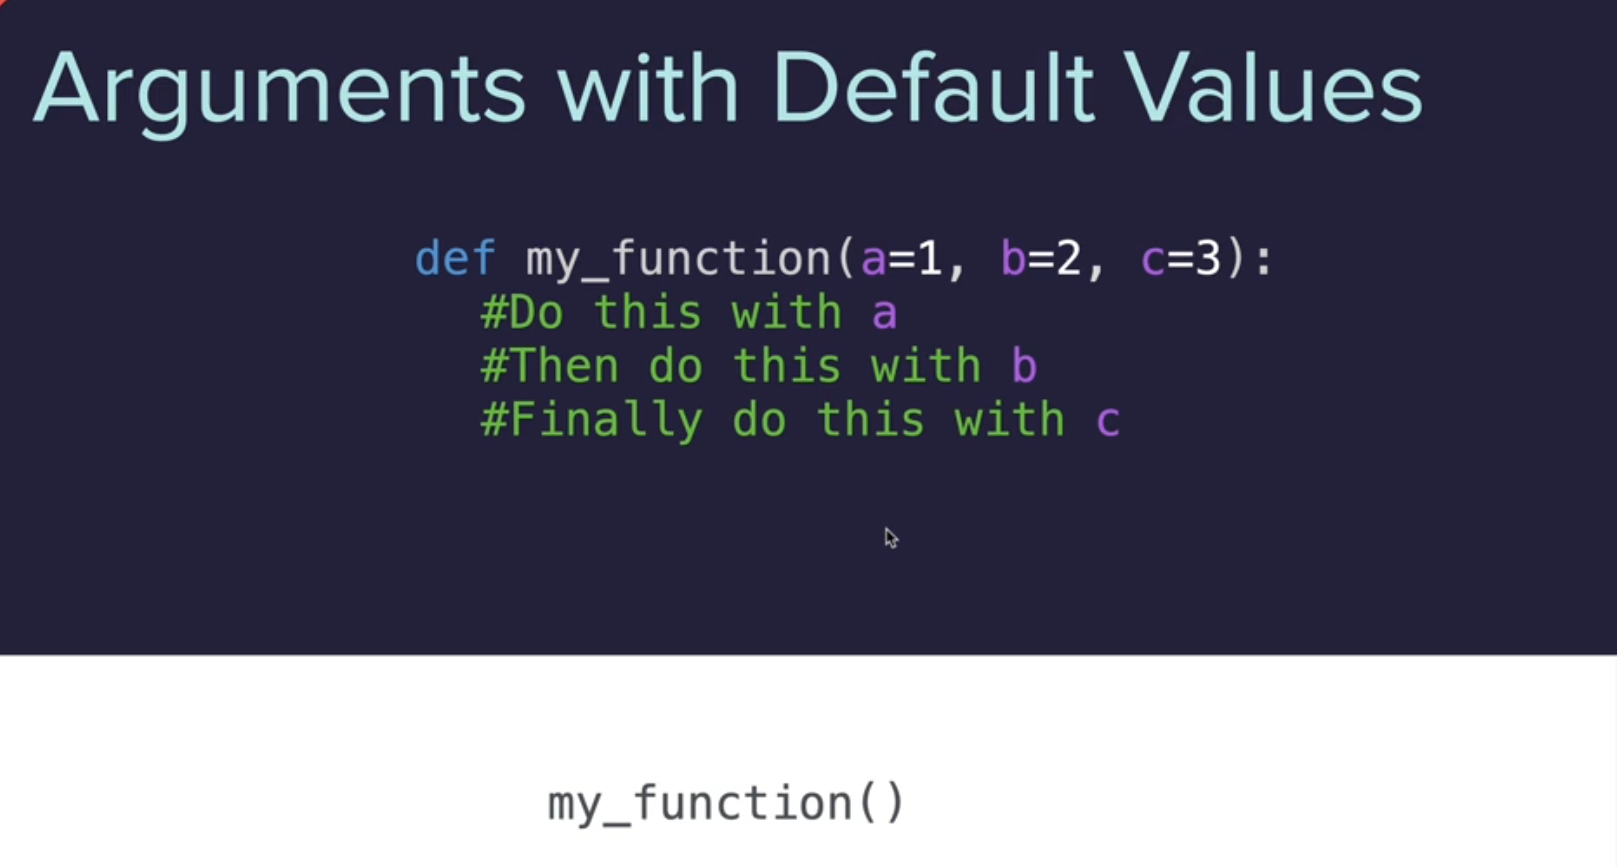 Arguments with Default Values
def my_function(a=1, b=2, c=3):
#Do this with a
#Then do this with b
#Finally do this with c
my_function()